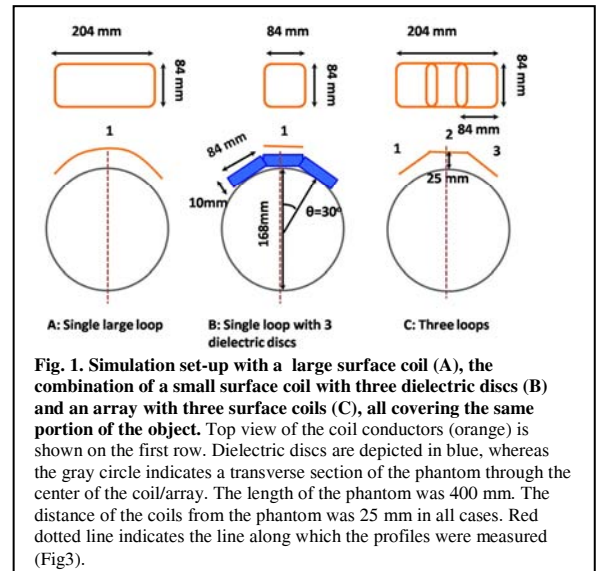 204 mm
84 mm
204 mm
84 mm
84 mm
84 mm
84 mm
1
1
2
1
3
84 mm
10mm
168mm
θ=30º
25 mm
A: Single large loop
B: Single loop with 3
dielectric discs
C: Three loops
Fig. 1. Simulation set-up with a large surface coil (A), the
combination of a small surface coil with three dielectric discs (B)
and an array with three surface coils (C), all covering the same
portion of the object. Top view of the coil conductors (orange) is
shown on the first row. Dielectric discs are depicted in blue, whereas
the gray circle indicates a transverse section of the phantom through the
center of the coil/array. The length of the phantom was 400 mm. The
distance of the coils from the phantom was 25 mm in all cases. Red
dotted line indicates the line along which the profiles were measured
(Fig3).